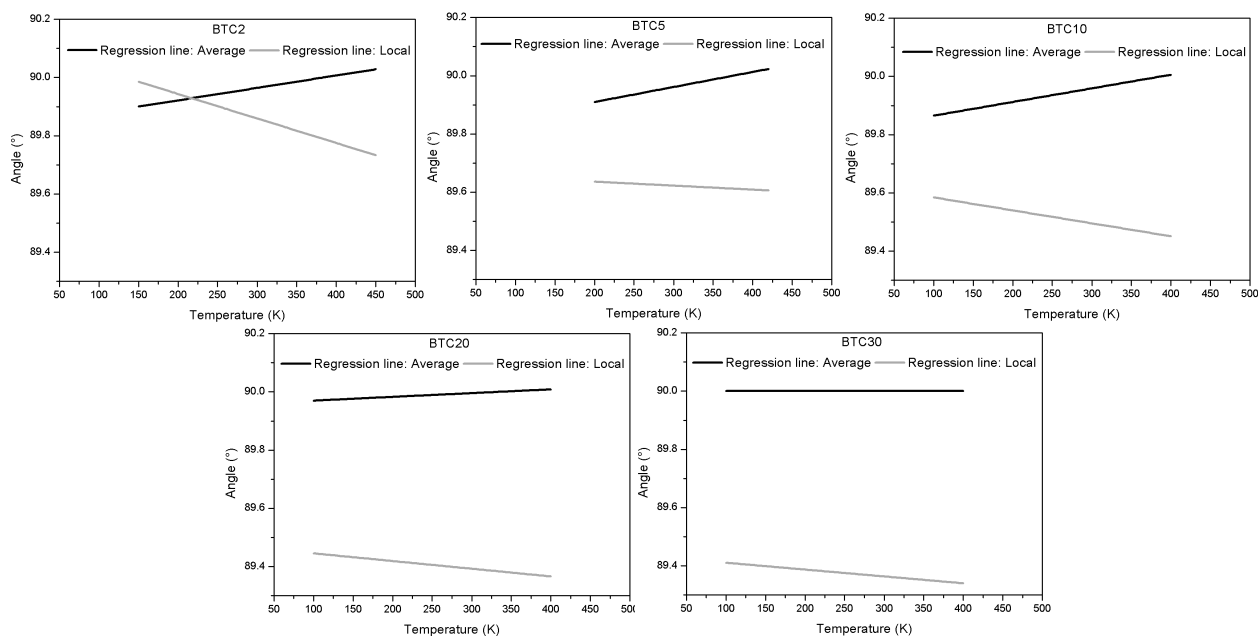 BTC2
Regression line: Average Regression line: Local
90.2
90.0
89.8
89.6
89.4
Angle (°)
50 100 150 200 250 300 350 400 450 500
Temperature (K)
BTC5
Regression line: Average Regression line: Local
90.2
90.0
89.8
89.6
89.4
Angle (°)
50 100 150 200 250 300 350 400 450 500
Temperature (K)
BTC10
Regression line: Average Regression line: Local
90.2
90.0
89.8
89.6
89.4
Angle (°)
50 100 150 200 250 300 350 400 450 500
Temperature (K)
BTC20
Regression line: Average Regression line: Local
90.2
90.0
89.8
89.6
89.4
Angle (°)
50 100 150 200 250 300 350 400 450 500
Temperature (K)
BTC30
Regression line: Average Regression line: Local
90.2
90.0
89.8
89.6
89.4
Angle (°)
50 100 150 200 250 300 350 400 450 500
Temperature (K)